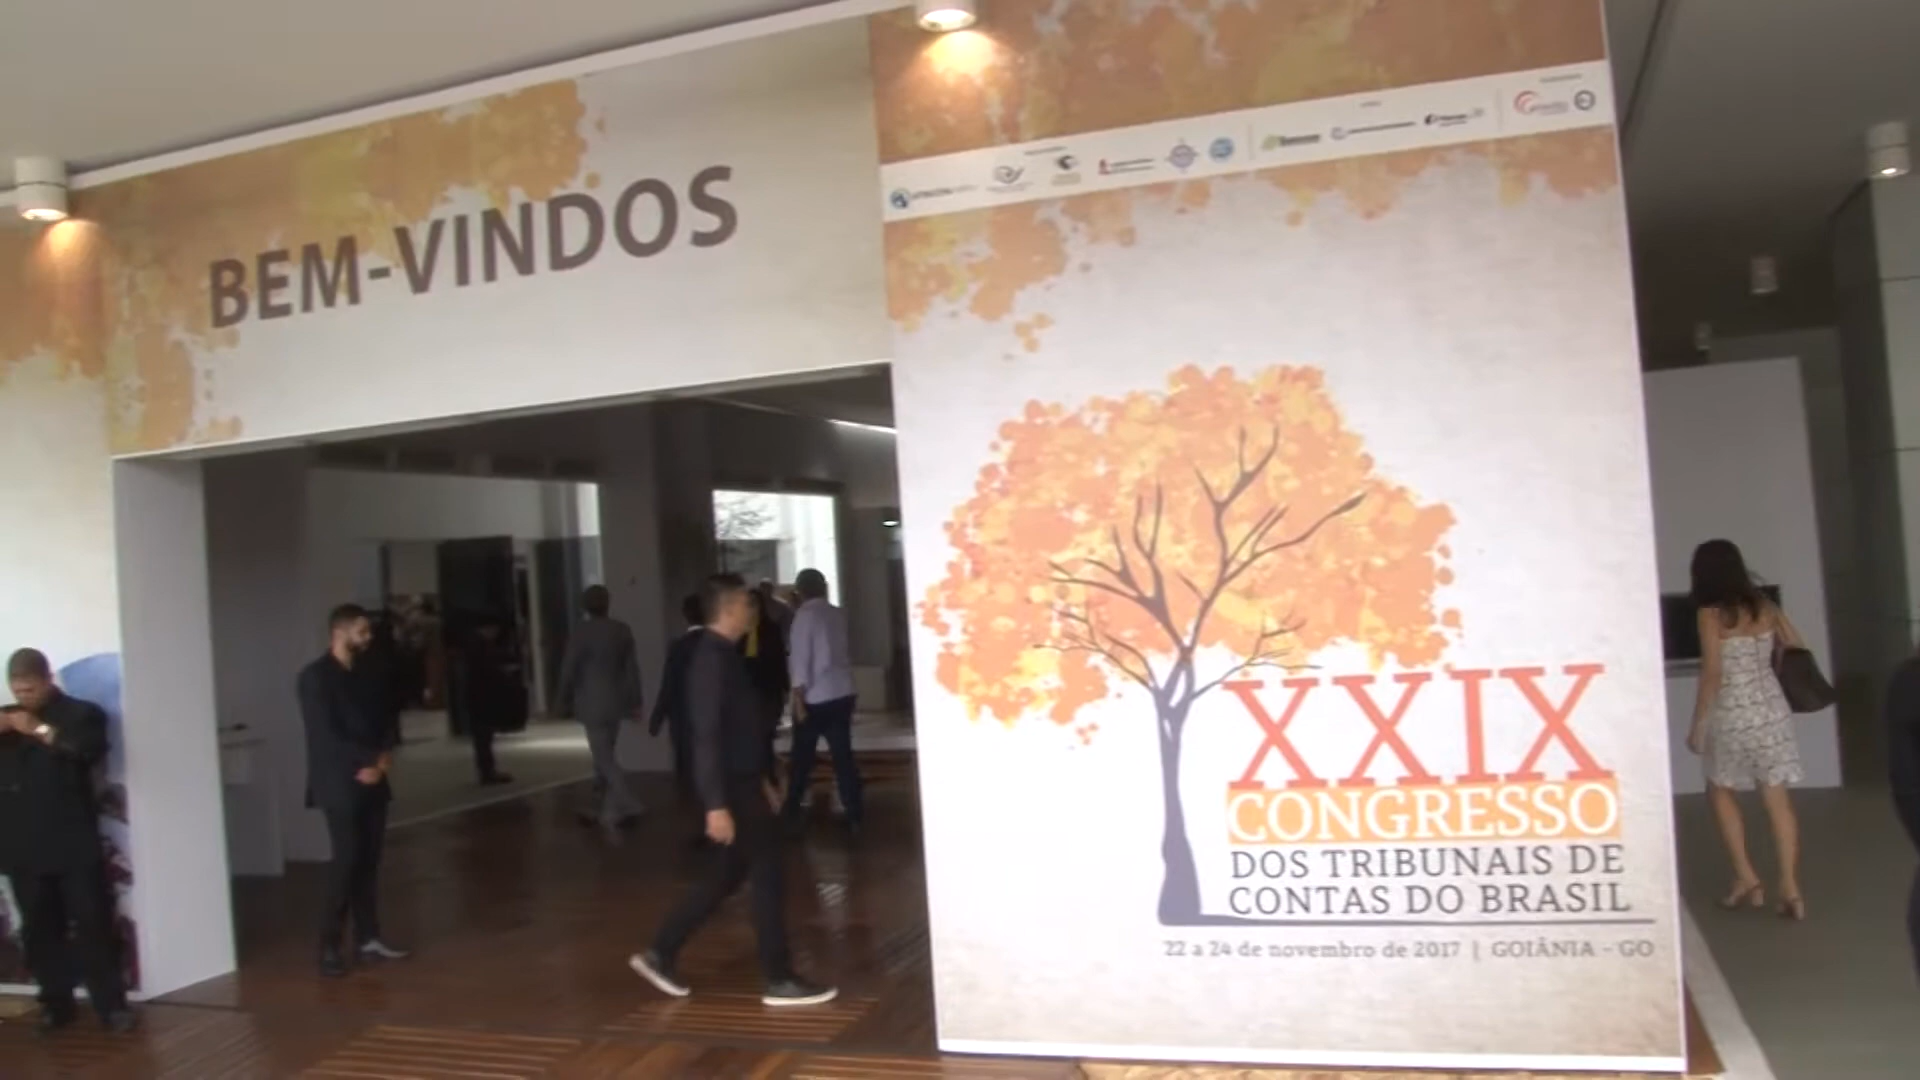 BEM-VINDOS
XXIX
CONGRESSO
DOS TRIBUNAIS DE
CONTAS DO BRASIL
22 a 24 de novembro de 2017 | GOIÂNIA - GO